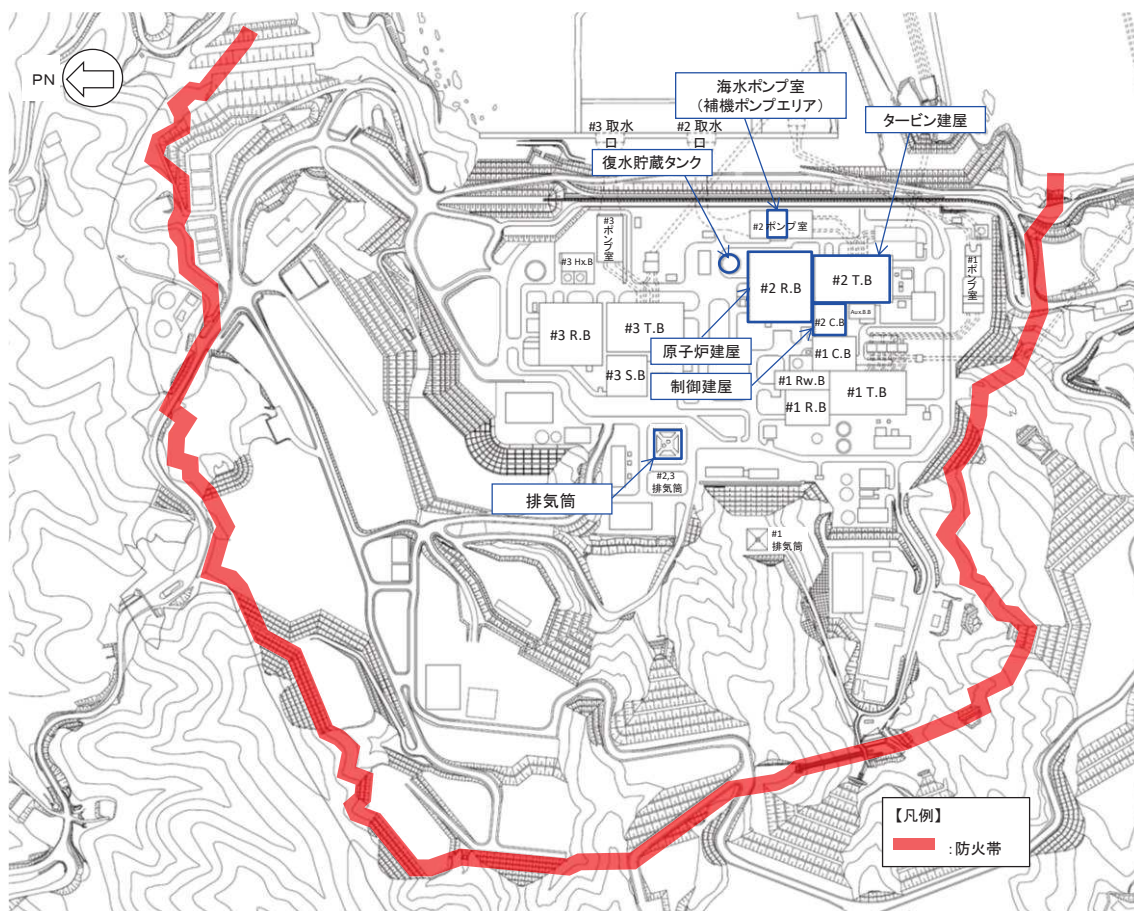 PN
海水ポンプ室
(補機ポンプエリア)
タービン建屋
#3 取水
#2 取水
復水貯蔵タンク
#3
ポンプ室
#2 ポンプ室
#3 Hx.B
#1
ポンプ室
#2 R.B
#2 T.B
Aux.B.B
#2 C.B
#3 R.B
#3 T.B
原子炉建屋
#1 C.B
#3 S.B
制御建屋
#1 Rw.B
#1 T.B
#1 R.B
#2,3
排気筒
排気筒
#1
排気筒
【凡例】
:防火帯